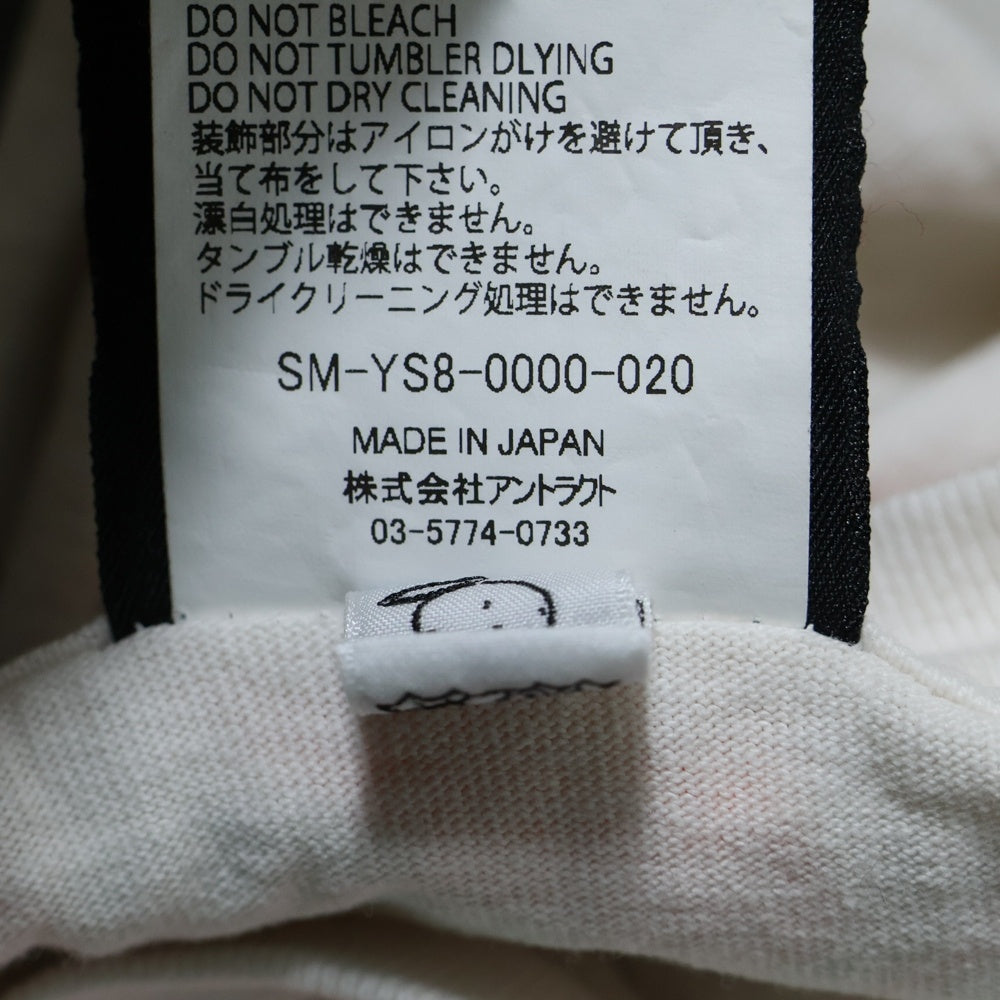 DO NOT BLEACH
DO NOT TUMBLER DLYING
DO NOT DRY CLEANING
装飾部分はアイロンがけを避けて頂き、
当て布をして下さい。
漂白処理はできません。
タンブル乾燥はできません。
ドライクリーニング処理はできません。
SM-YS8-0000-020
MADE IN JAPAN
株式会社アントラクト
03-5774-0733